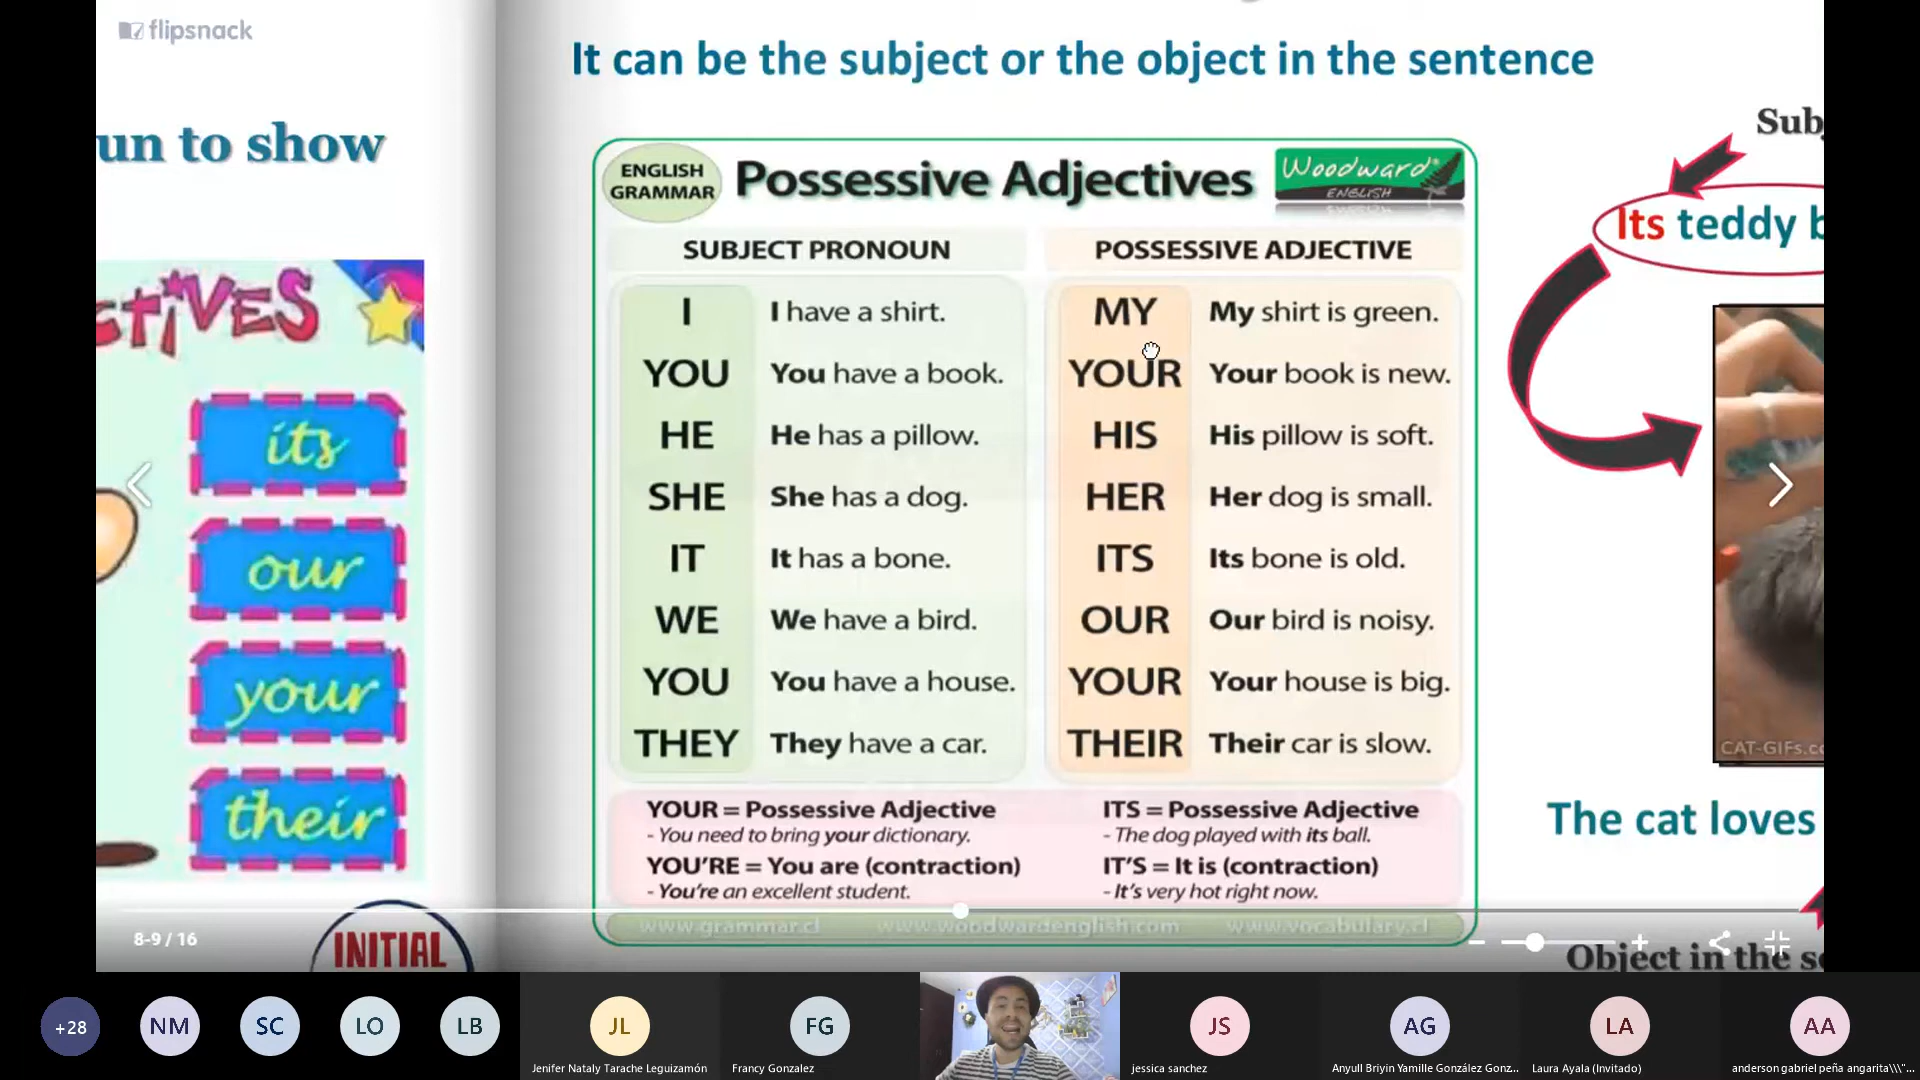 flipsnack
It can be the subject or the object in the sentence
un to show
Sub
ENGLISH
GRAMMAR
Possessive Adjectives
Woodward®
ENGLISH
Its teddy b
SUBJECT PRONOUN
POSSESSIVE ADJECTIVE
I
I have a shirt.
MY
My shirt is green.
YOU
You have a book.
YOUR
Your book is new.
HE
He has a pillow.
HIS
His pillow is soft.
SHE
She has a dog.
HER
Her dog is small.
IT
It has a bone.
ITS
Its bone is old.
WE
We have a bird.
OUR
Our bird is noisy.
YOU
You have a house.
YOUR
Your house is big.
THEY
They have a car.
THEIR
Their car is slow.
YOUR = Possessive Adjective
- You need to bring your dictionary.
YOU'RE = You are (contraction)
- You're an excellent student.
ITS = Possessive Adjective
- The dog played with its ball.
IT'S = It is (contraction)
- It's very hot right now.
www.grammar.cl
www.woodwardenglish.com
www.vocabulary.cl
CTiVES
its
our
your
their
INITIAL
CAT-GIFs.c
The cat loves
Object in the s
8-9 / 16
+28
NM
SC
LO
LB
JL
Jenifer Nataly Tarache Leguizamón
FG
Francy Gonzalez
JS
jessica sanchez
AG
Anyull Briyin Yamille González Gonz...
LA
Laura Ayala (Invitado)
AA
anderson gabriel peña angarita\\\"...